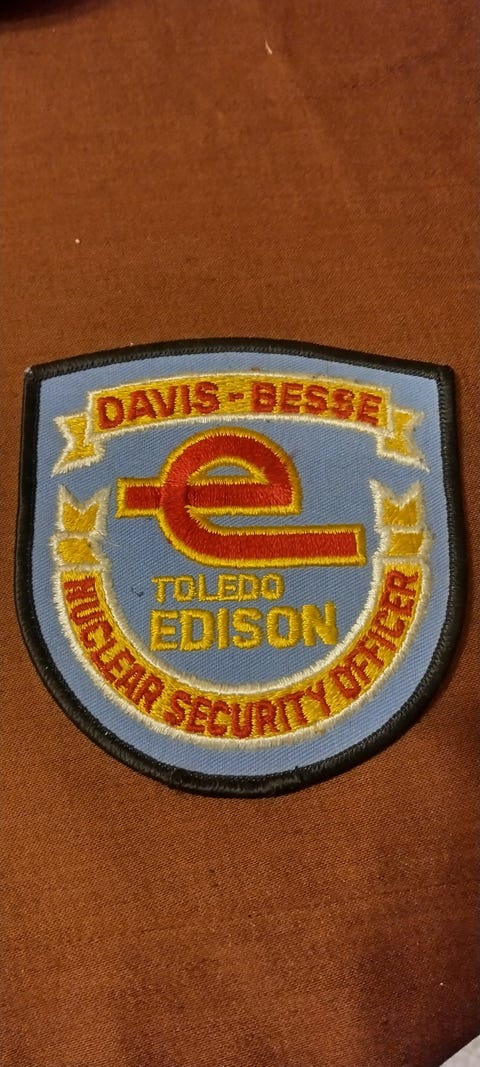 DAVIS - BESSE
e
TOLEDO
EDISON
NUCLEAR SECURITY OFFICER